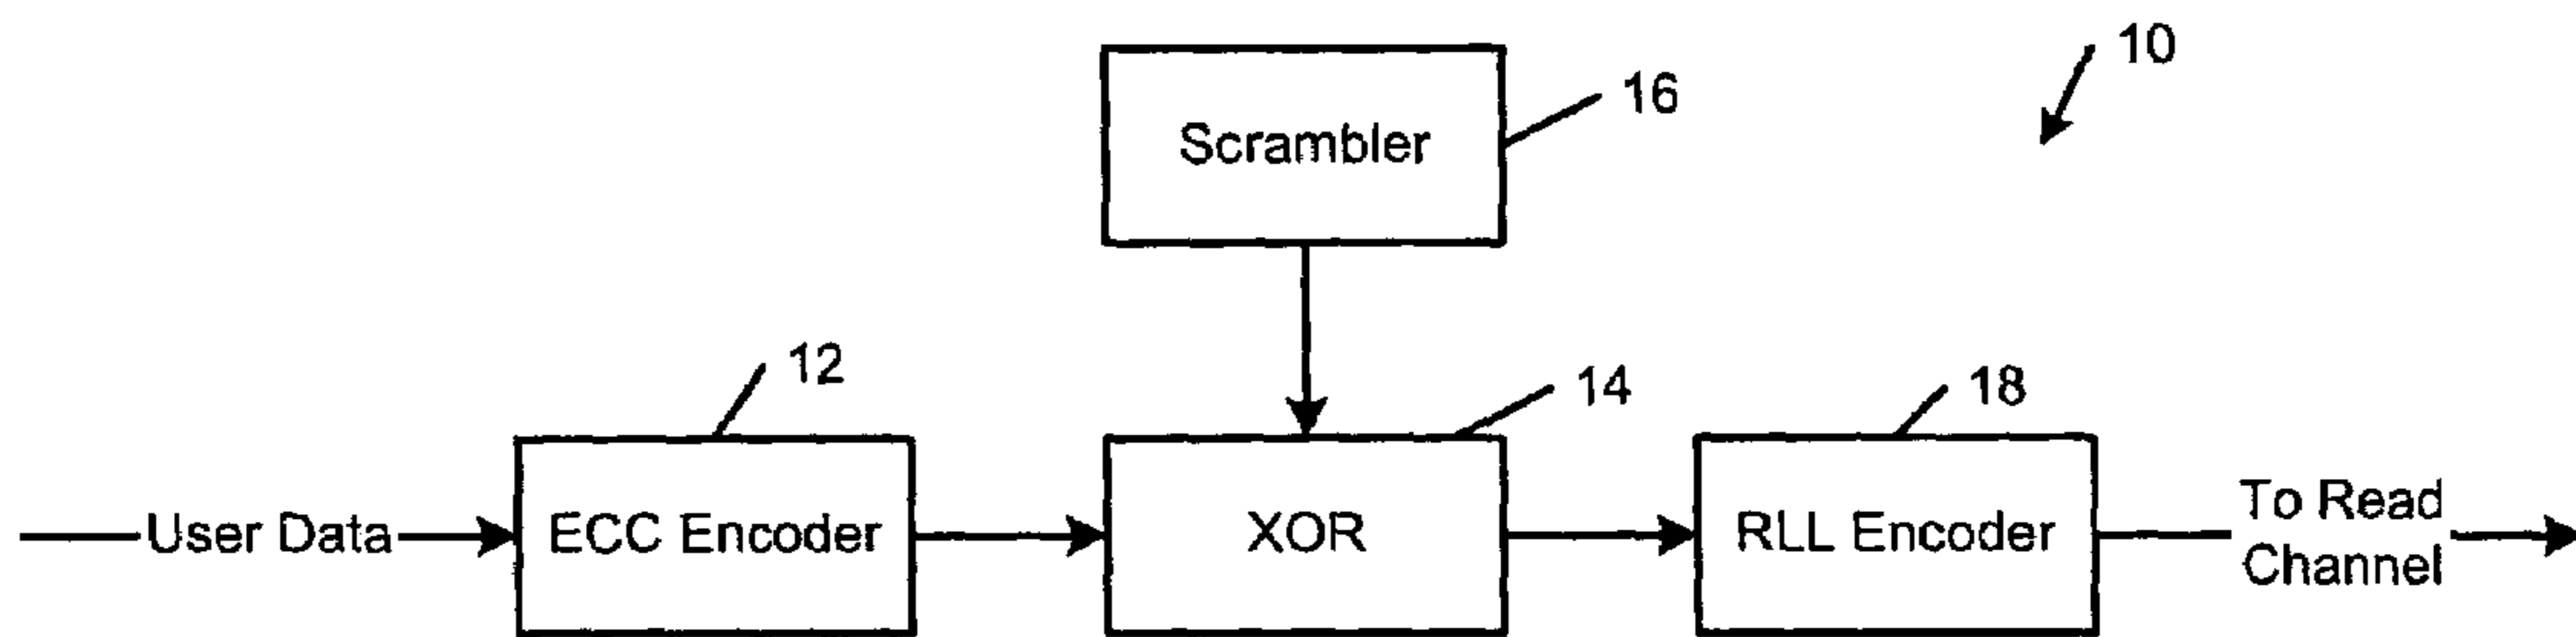 10
16
Scrambler
12
14
18
User Data
ECC Encoder
XOR
RLL Encoder
To Read
Channel